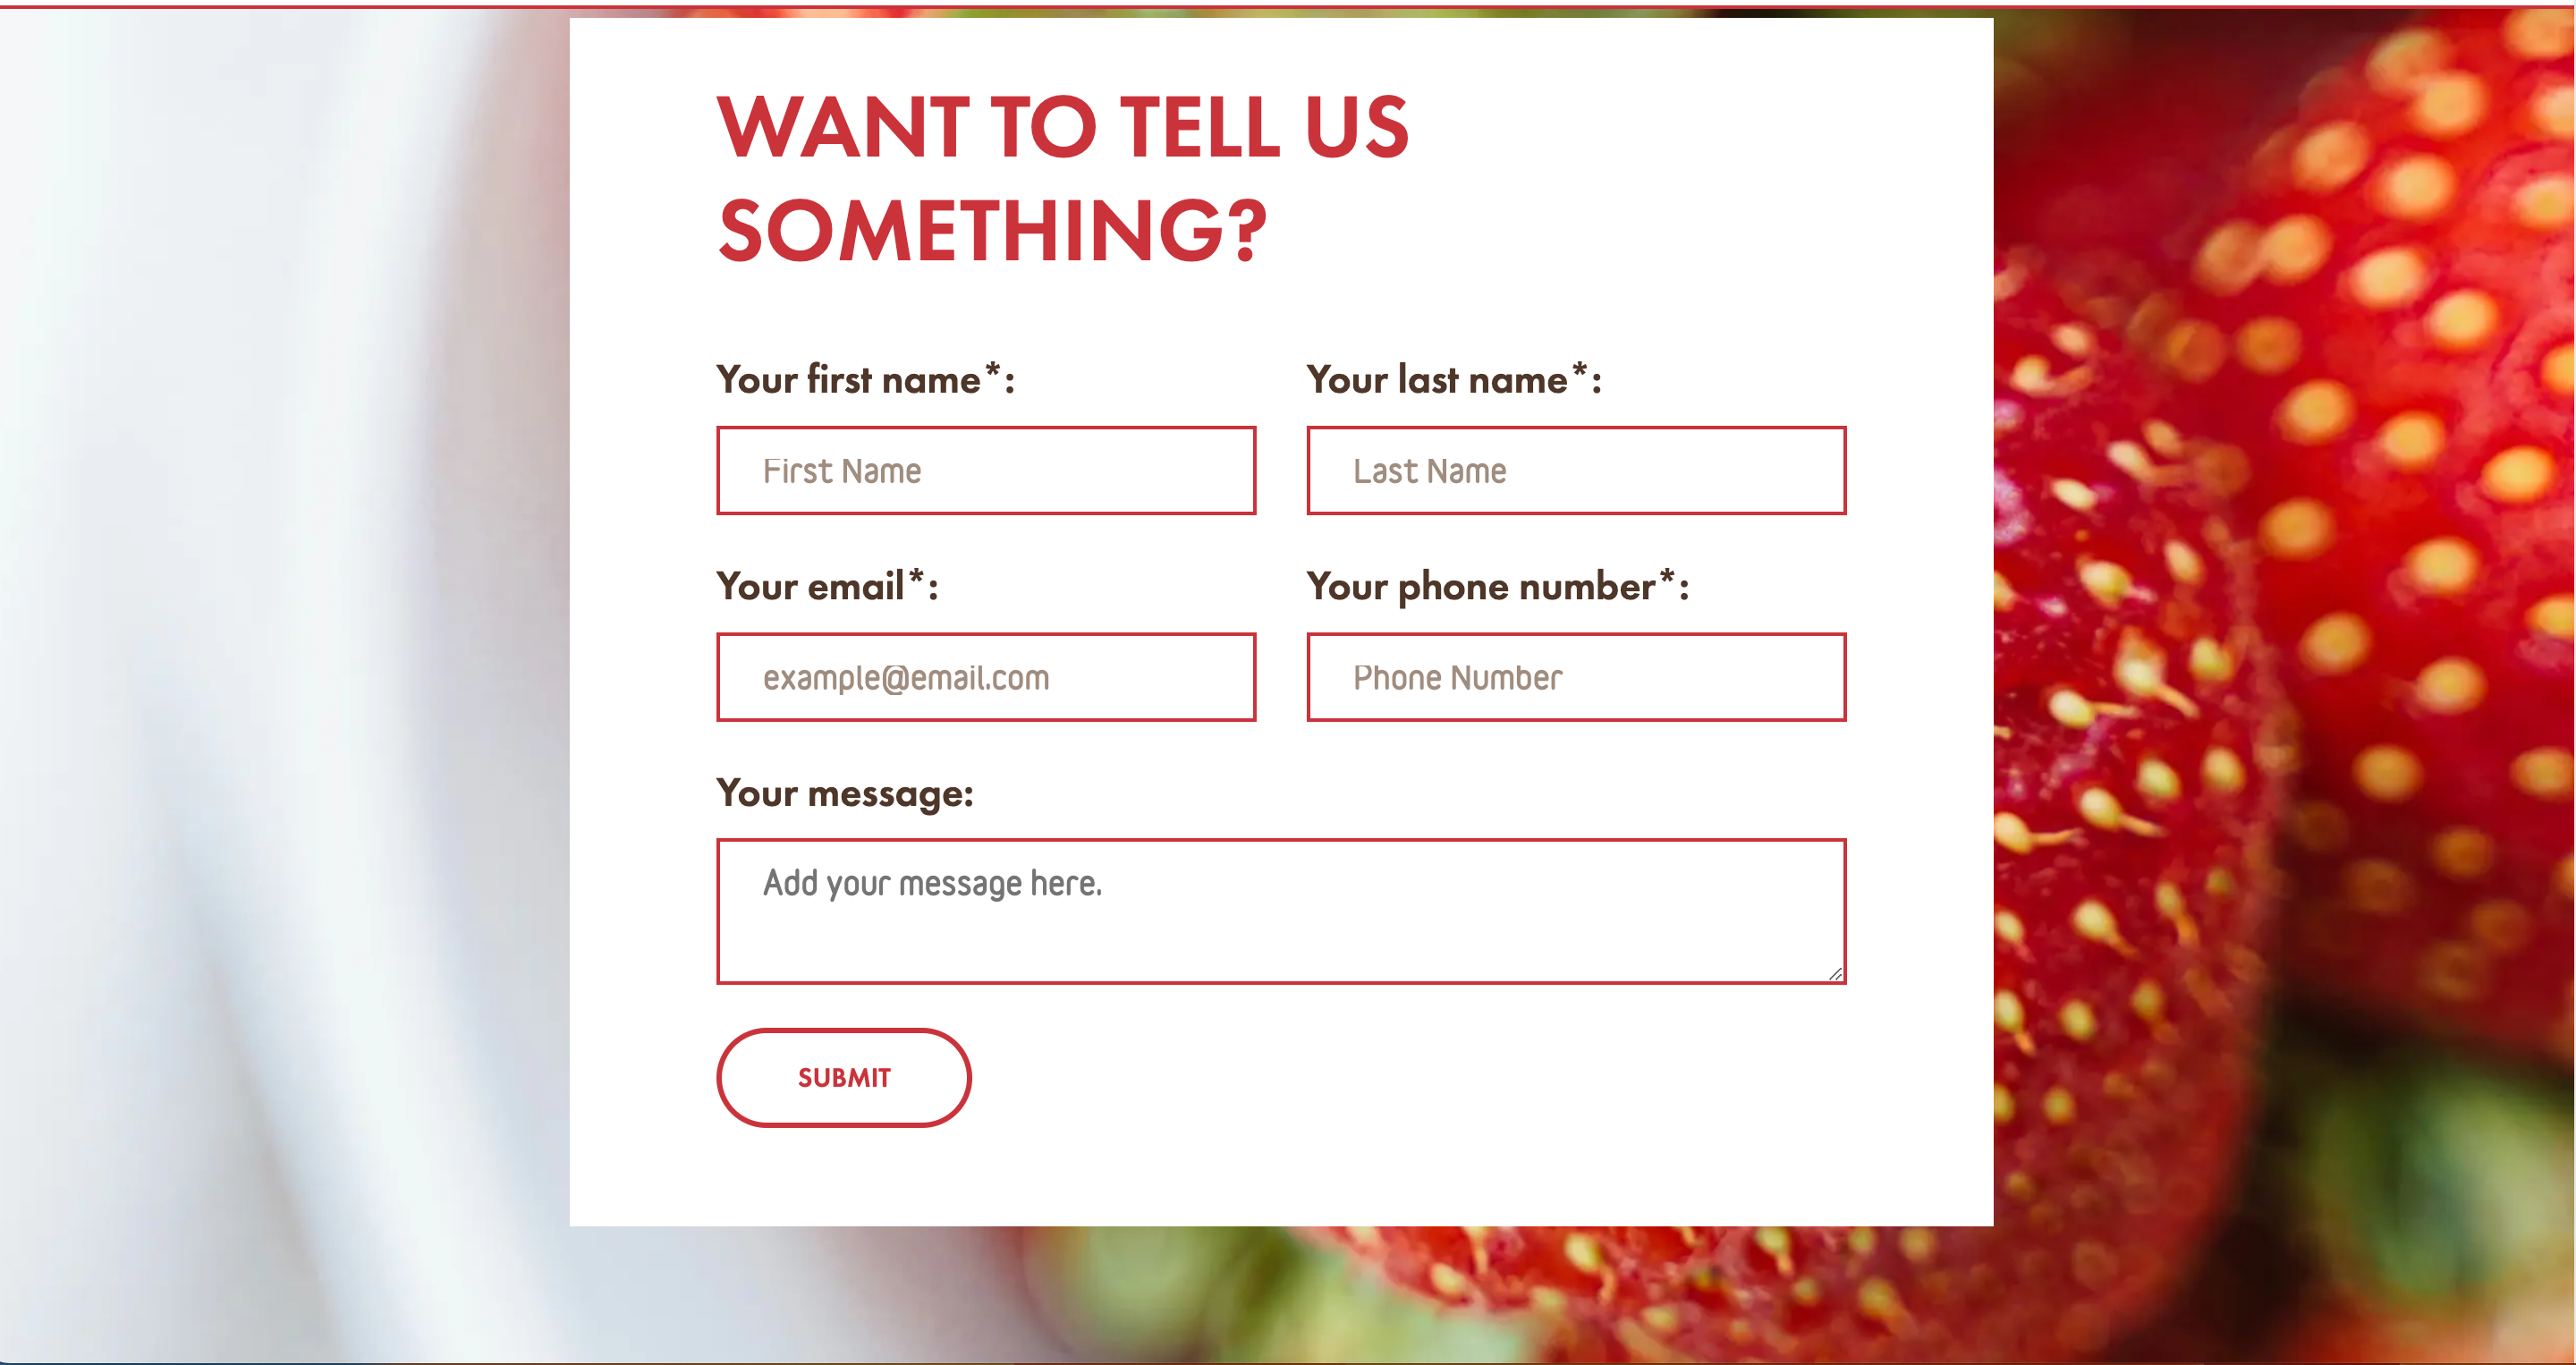 WANT TO TELL US
SOMETHING?
Your first name*:
Your last name*:
First Name
Last Name
Your email*:
Your phone number*:
example@email.com
Phone Number
Your message:
Add your message here.
SUBMIT